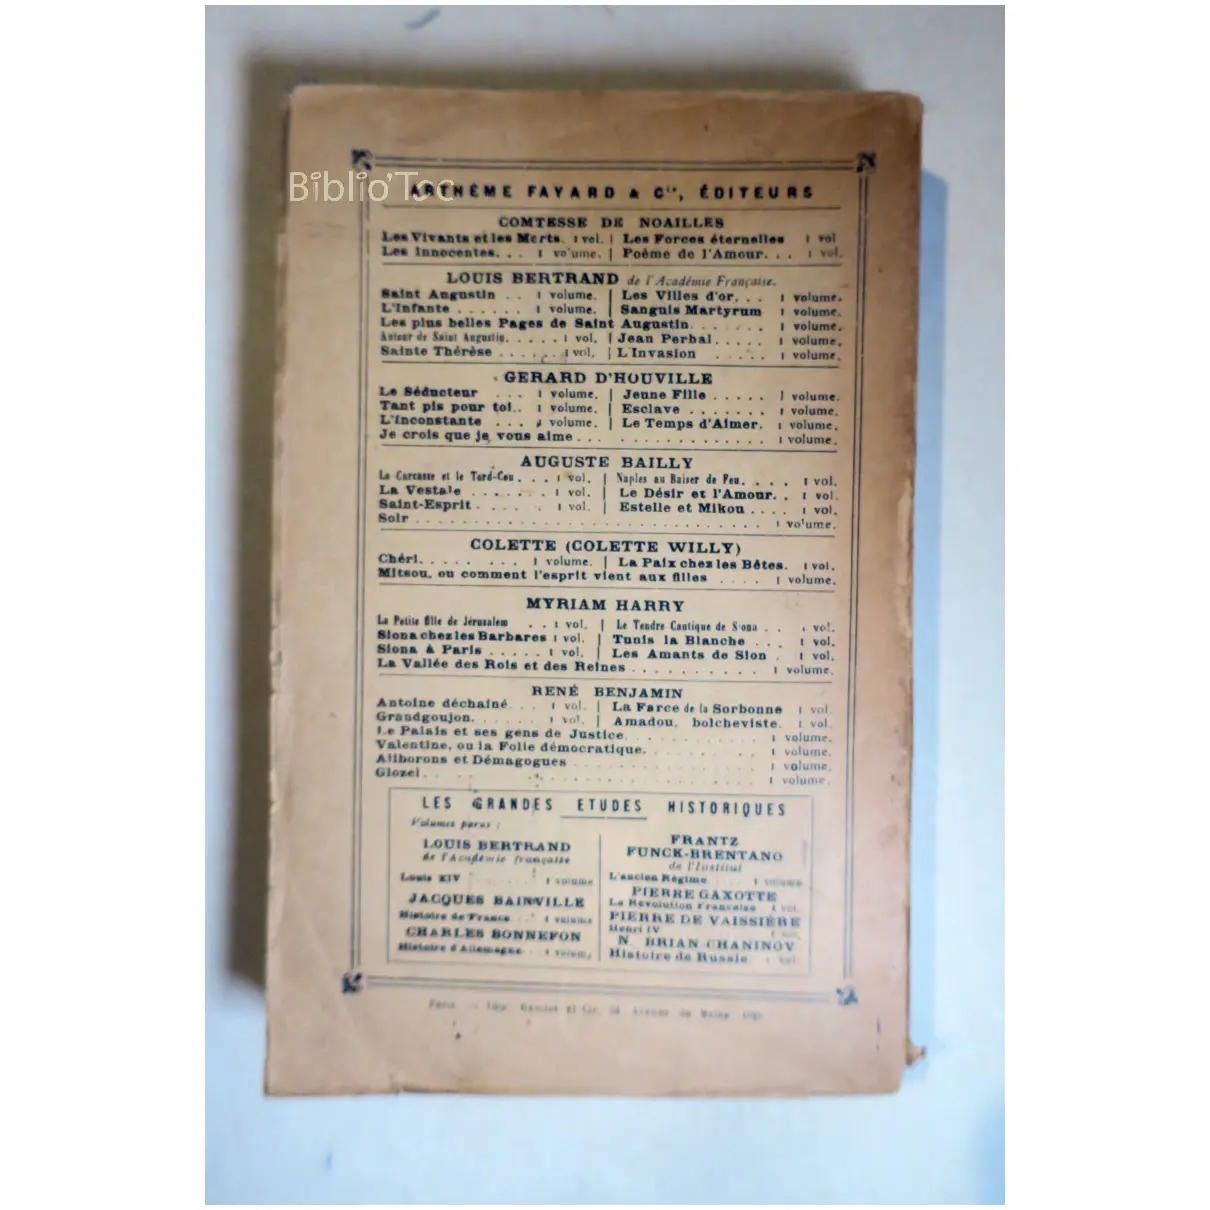 Biblio'Toc
ARTHÈME FAYARD & Cie, ÉDITEURS
COMTESSE DE NOAILLES
Les Vivants et les Morts. 1 vol. | Les Forces éternelles 1 vol
Les Innocentes. . . 1 volume. | Poème de l'Amour. . . 1 vol.
LOUIS BERTRAND de l'Académie Française.
Saint Augustin . . 1 volume. | Les Villes d'or. . . 1 volume.
L'Infante . . . . . . 1 volume. | Sanguis Martyrum 1 volume.
Les plus belles Pages de Saint Augustin. . . . . . . 1 volume.
Autour de Saint Augustin. . . . . 1 vol. | Jean Perbal. . . . . 1 volume.
Sainte Thérèse . . . . . . 1 vol. | L'Invasion . . . . . 1 volume.
GERARD D'HOUVILLE
Le Séducteur . . . 1 volume. | Jeune Fille . . . . . 1 volume.
Tant pis pour toi. . 1 volume. | Esclave . . . . . . . 1 volume.
L'Inconstante . . . 1 volume. | Le Temps d'Aimer. 1 volume.
Je crois que je vous aime . . . . . . . . . . . . . . . . 1 volume.
AUGUSTE BAILLY
La Carcasse et le Tord-Cou . . . 1 vol. | Naples au Baiser de Feu. . . . 1 vol.
La Vestale . . . . . . . 1 vol. | Le Désir et l'Amour. . 1 vol.
Saint-Esprit . . . . . . 1 vol. | Estelle et Mikou . . . . 1 vol.
Soir . . . . . . . . . . . . . . . . . . . . . . . . . . . . . 1 volume.
COLETTE (COLETTE WILLY)
Chéri. . . . . . . . 1 volume. | La Paix chez les Bêtes. 1 vol.
Mitsou, ou comment l'esprit vient aux filles . . . . 1 volume.
MYRIAM HARRY
La Petite fille de Jérusalem . . 1 vol. | Le Tendre Cantique de Siona . . 1 vol.
Siona chez les Barbares 1 vol. | Tunis la Blanche . . . 1 vol.
Siona à Paris . . . . . 1 vol. | Les Amants de Sion . 1 vol.
La Vallée des Rois et des Reines . . . . . . . . . . 1 volume.
RENÉ BENJAMIN
Antoine déchaîné. . . 1 vol. | La Farce de la Sorbonne 1 vol.
Grandgoujon. . . . . . . 1 vol. | Amadou, bolcheviste. 1 vol.
Le Palais et ses gens de Justice. . . . . . . . . . . 1 volume.
Valentine, ou la Folie démocratique. . . . . . . . . 1 volume.
Aliborons et Démagogues . . . . . . . . . . . . . . 1 volume.
Glozel . . . . . . . . . . . . . . . . . . . . . . . . . 1 volume.
LES GRANDES ETUDES HISTORIQUES
Volumes parus :
LOUIS BERTRAND
de l'Académie française
Louis XIV . . . . . . 1 volume
JACQUES BAINVILLE
Histoire de France . . 1 volume
CHARLES BONNEFON
Histoire d'Allemagne . . 1 volume
FRANTZ
FUNCK-BRENTANO
de l'Institut
L'ancien Régime. . . . . 1 volume
PIERRE GAXOTTE
La Révolution Française 1 vol.
PIERRE DE VAISSIÈRE
Henri IV 1 vol.
N. BRIAN CHANINOV
Histoire de Russie . . 1 vol.
Paris. — Imp.